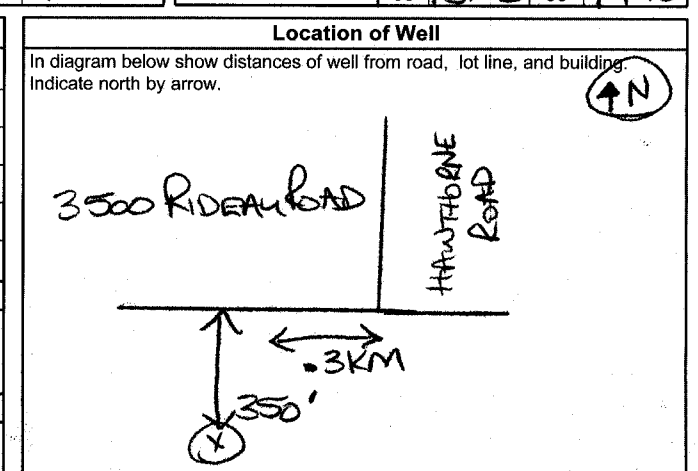 Location of Well
In diagram below show distances of well from road, lot line, and building.
Indicate north by arrow.
N
3500 RIDEAU ROAD
HAWTHORNE
ROAD
.3KM
350'
X